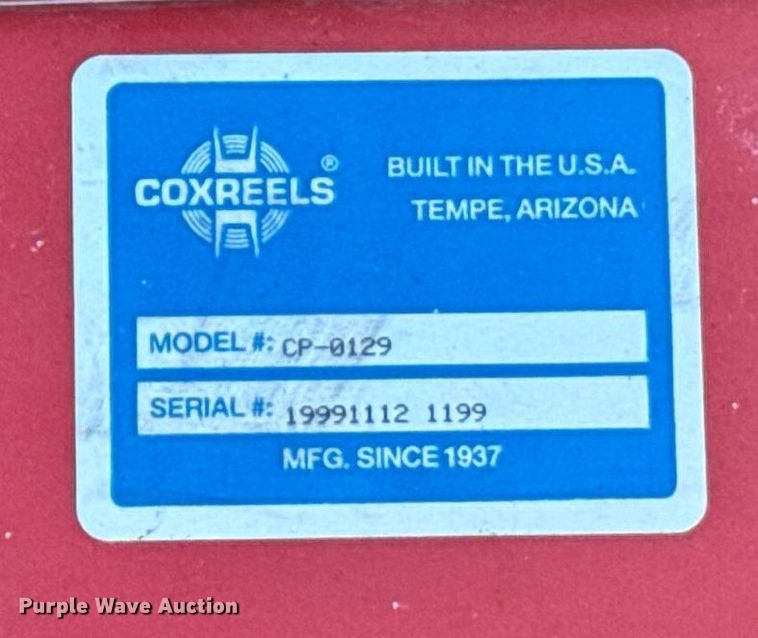 COXREELS ®
BUILT IN THE U.S.A.
TEMPE, ARIZONA
MODEL #: CP-0129
SERIAL #: 19991112 1199
MFG. SINCE 1937
Purple Wave Auction